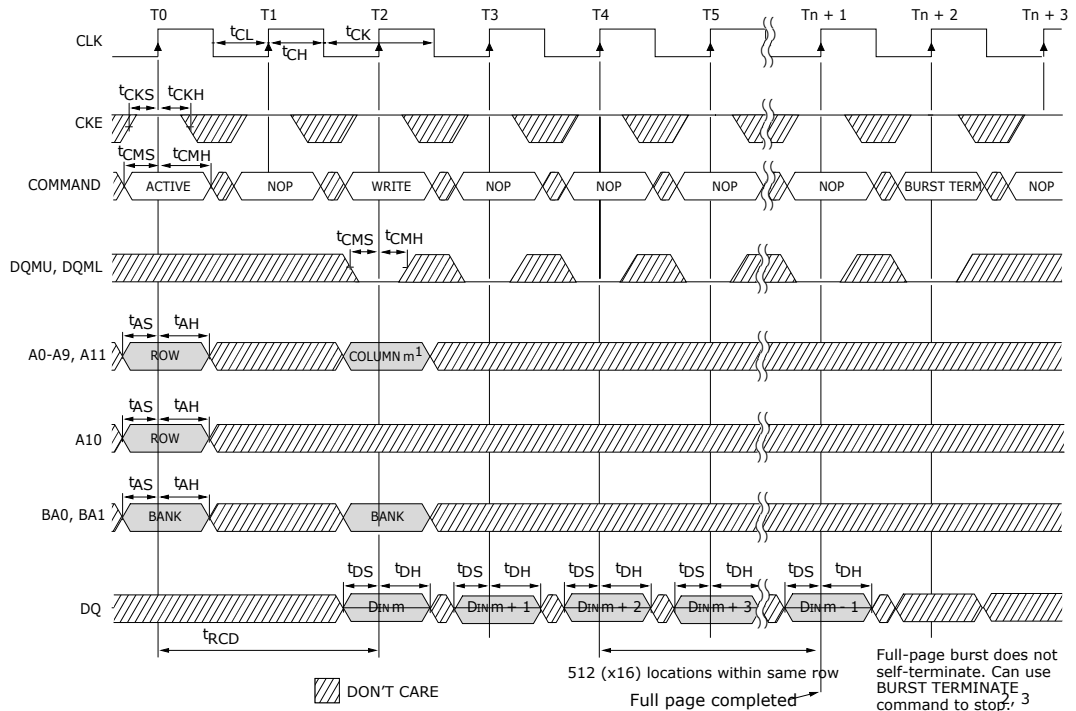 T0 T1 T2 T3 T4 T5 Tn + 1 Tn + 2 Tn + 3
CLK
tCL tCK
tCH
tCKS tCKH
CKE
tCMS tCMH
COMMAND ACTIVE NOP WRITE NOP NOP NOP NOP BURST TERM NOP
tCMS tCMH
DQMU, DQML
tAS tAH
A0-A9, A11 ROW COLUMN m1
tAS tAH
A10 ROW
tAS tAH
BA0, BA1 BANK BANK
tDS tDH tDS tDH tDS tDH tDS tDH tDS tDH
DQ DIN m DIN m + 1 DIN m + 2 DIN m + 3 DIN m - 1
tRCD
512 (x16) locations within same row
Full page completed
Full-page burst does not
self-terminate. Can use
BURST TERMINATE
command to stop.2, 3
DON'T CARE